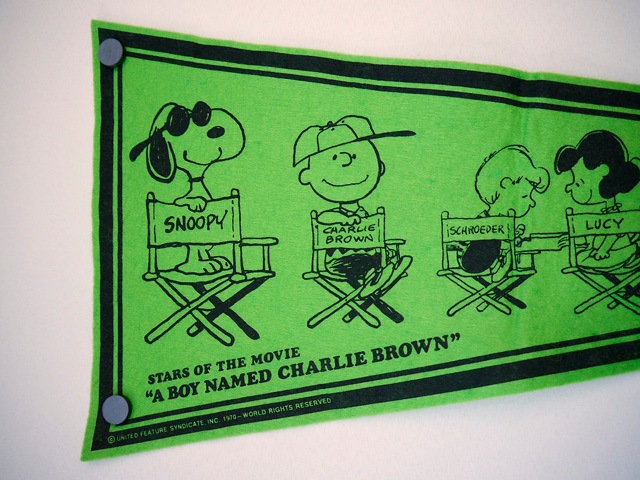 SNOOPY
CHARLIE
BROWN
SCHROEDER
LUCY
STARS OF THE MOVIE
"A BOY NAMED CHARLIE BROWN"
© UNITED FEATURE SYNDICATE, INC. 1970 – WORLD RIGHTS RESERVED